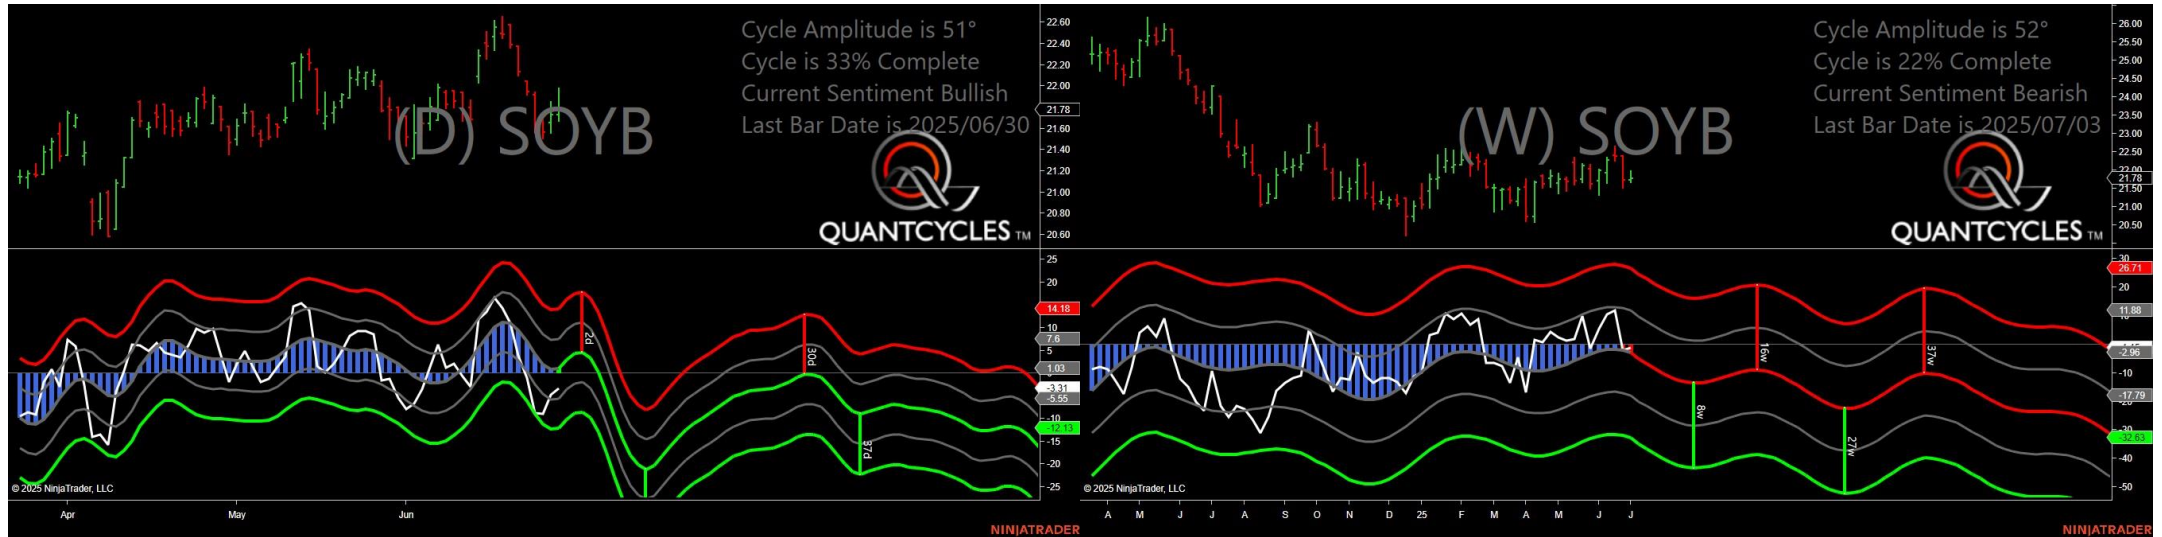 Cycle Amplitude is 51°
Cycle is 33% Complete
Current Sentiment Bullish
Last Bar Date is 2025/06/30
(D) SOYB
QUANTCYCLES TM
22.60
22.40
22.20
22.00
21.78
21.60
21.40
21.20
21.00
20.80
20.60
25
20
14.18
10
7.6
5
1.03
-3.31
-5.55
-10
-12.13
-15
-20
-25
2d
30d
37d
© 2025 NinjaTrader, LLC
Apr May Jun
NINJATRADER
Cycle Amplitude is 52°
Cycle is 22% Complete
Current Sentiment Bearish
Last Bar Date is 2025/07/03
(W) SOYB
QUANTCYCLES TM
26.00
25.50
25.00
24.50
24.00
23.50
23.00
22.50
22.00
21.78
21.50
21.00
20.50
30
26.71
20
11.88
-2.96
-10
-17.79
-32.63
-40
-50
16w
37w
8w
27w
© 2025 NinjaTrader, LLC
A M J J A S O N D 25 F M A M J J
NINJATRADER